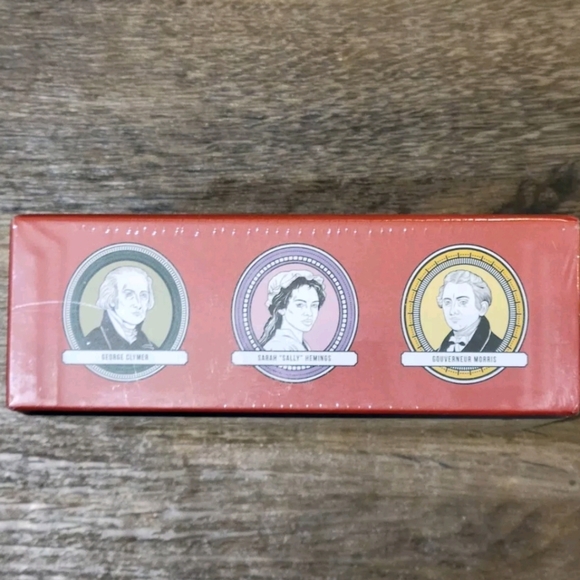 GEORGE CLYMER
SARAH "SALLY" HEMINGS
GOUVERNEUR MORRIS